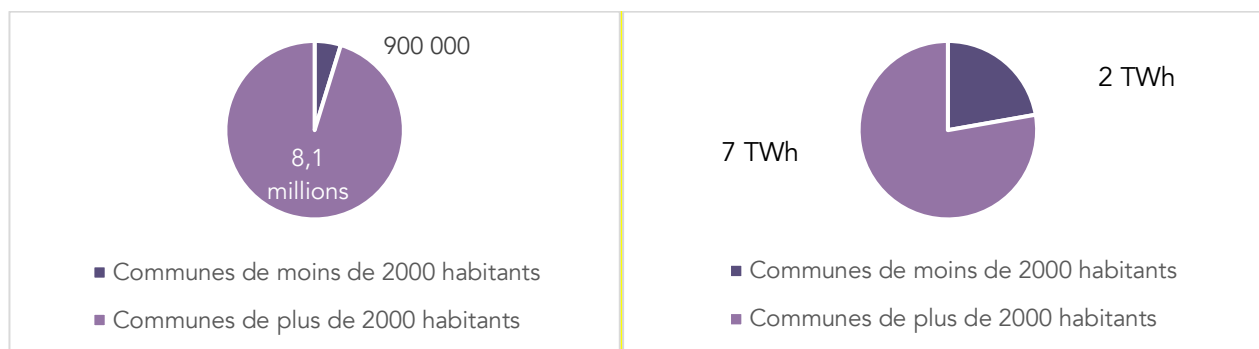 900 000
8,1
millions
Communes de moins de 2000 habitants
Communes de plus de 2000 habitants
2 TWh
7 TWh
Communes de moins de 2000 habitants
Communes de plus de 2000 habitants